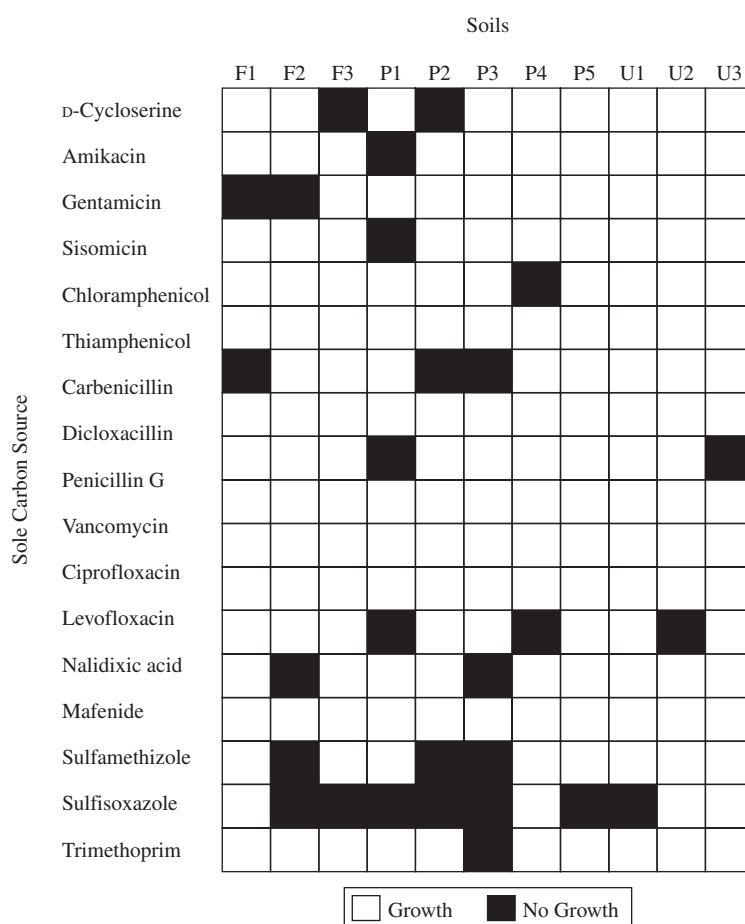 Soils
F1 F2 F3 P1 P2 P3 P4 P5 U1 U2 U3
Sole Carbon Source
D-Cycloserine
Amikacin
Gentamicin
Sisomicin
Chloramphenicol
Thiamphenicol
Carbenicillin
Dicloxacillin
Penicillin G
Vancomycin
Ciprofloxacin
Levofloxacin
Nalidixic acid
Mafenide
Sulfamethizole
Sulfisoxazole
Trimethoprim
Growth No Growth